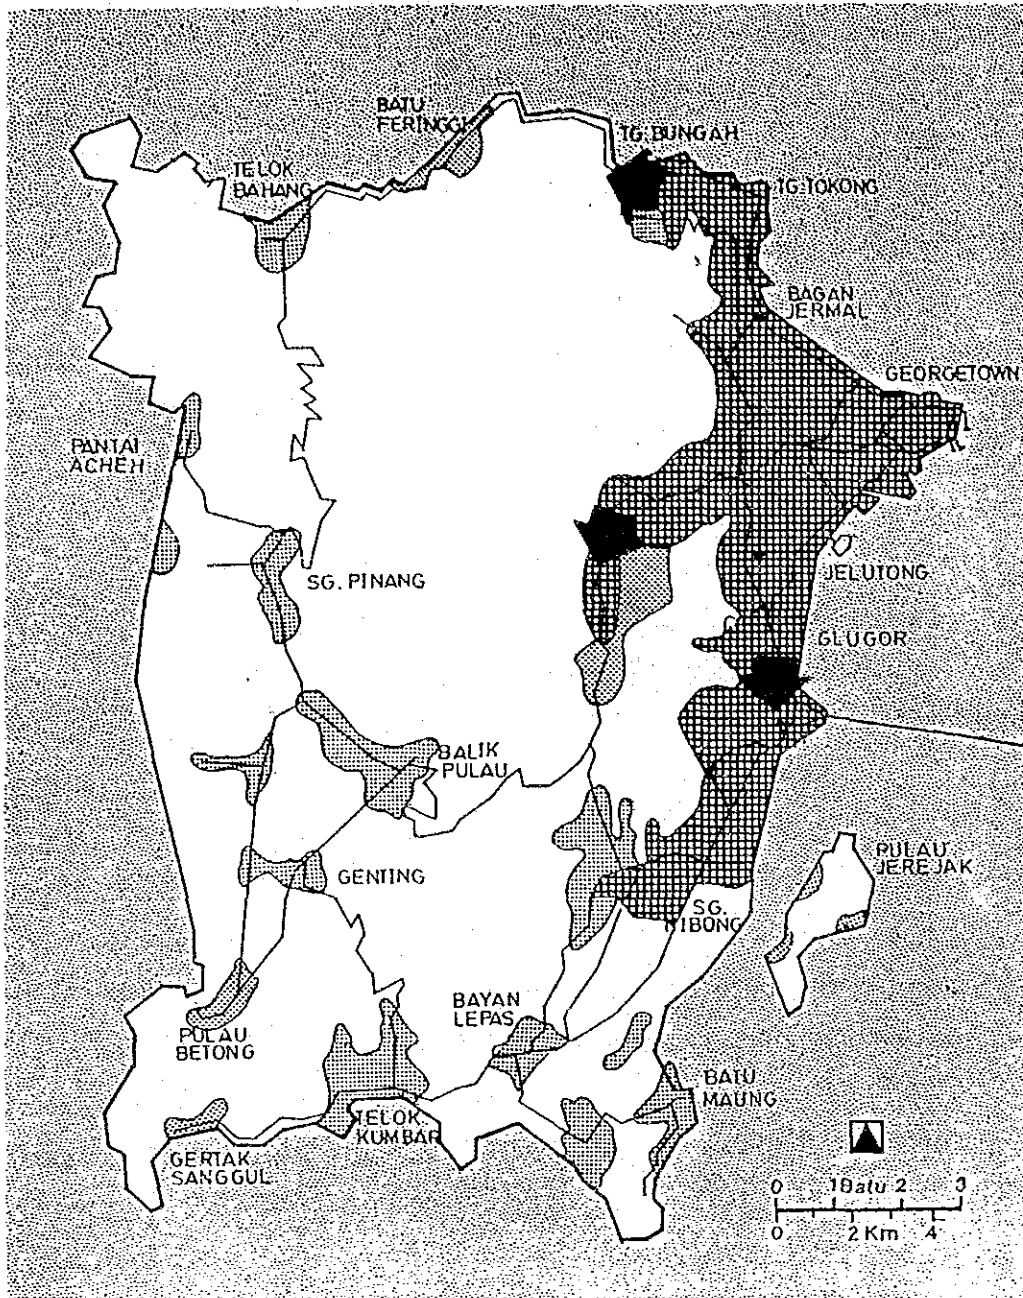 BATU
FERINGGI
TG. BUNGAH
TELOK
BAHANG
TG. TOKONG
BAGAN
JERMAL
GEORGETOWN
PANTAI
ACHEH
SG. PINANG
JELUTONG
GLUGOR
BALIK
PULAU
PULAU
JEREJAK
GENTING
SG.
NIBONG
BAYAN
LEPAS
PULAU
BETONG
BATU
MAUNG
TELOK
KUMBAR
GERTAK
SANGGUL
0 1 Batu 2 3
0 2 Km 4